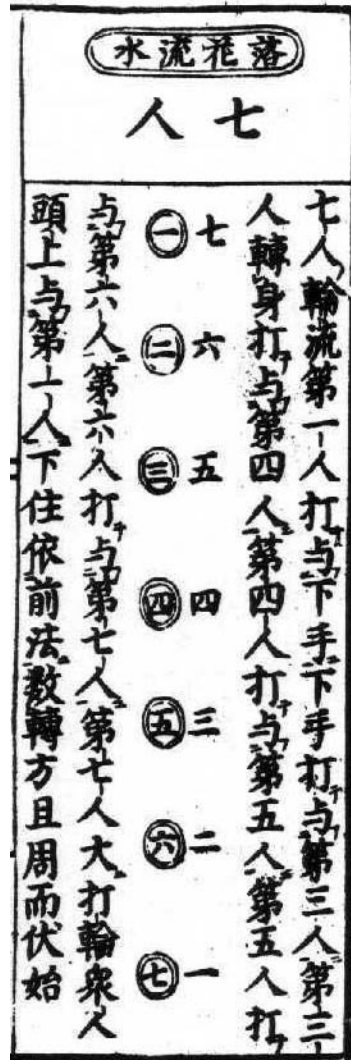 落花流水
七人
七人輪流第一人打与下手下手打与第三人第三
人轉身打与第四人第四人打与第五人第五人打
七 六 五 四 三 二 一
一 二 三 四 五 六 七
与第六人第六人打与第七人第七人大打輪衆人
頭上与第一人下住依前法数轉方且周而伏始